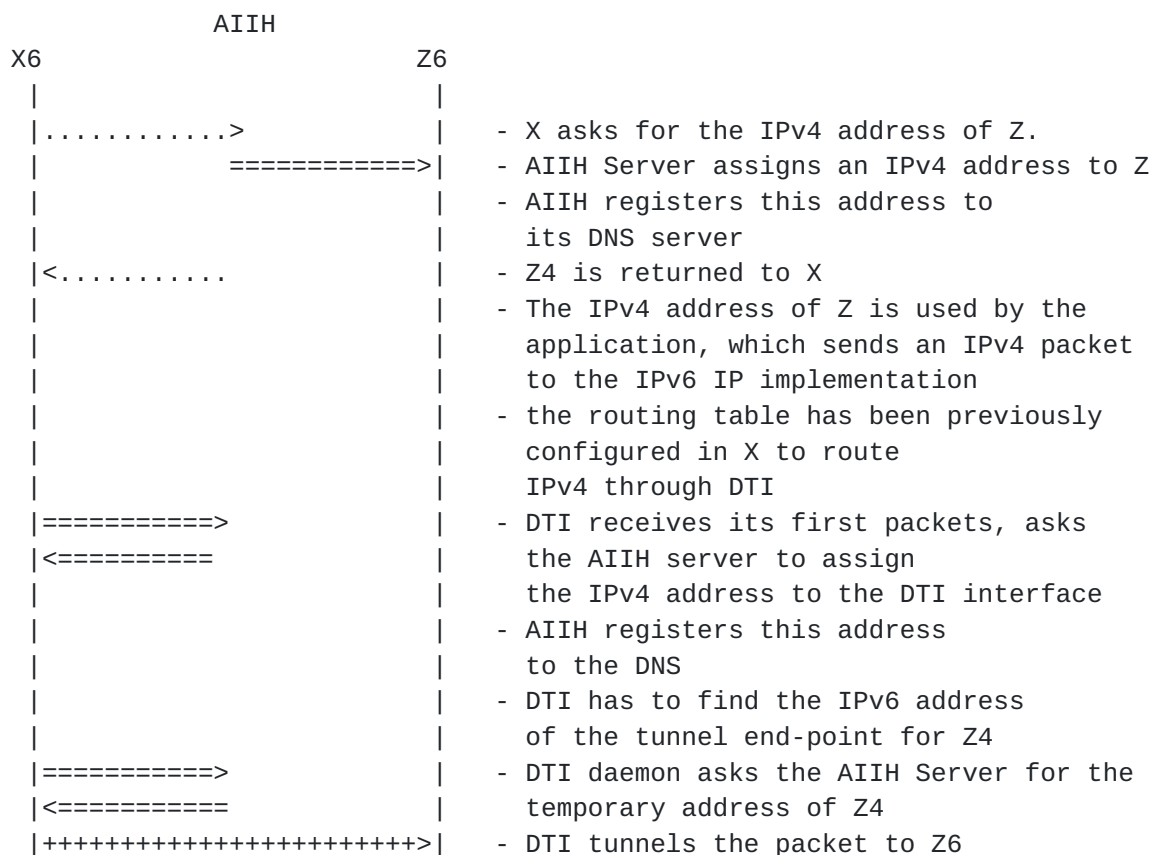 AIIH
X6                        Z6
 |                         |
 |............>            |   - X asks for the IPv4 address of Z.
 |            ============>|   - AIIH Server assigns an IPv4 address to Z
 |                         |   - AIIH registers this address to
 |                         |     its DNS server
 |<...........             |   - Z4 is returned to X
 |                         |   - The IPv4 address of Z is used by the
 |                         |     application, which sends an IPv4 packet
 |                         |     to the IPv6 IP implementation
 |                         |   - the routing table has been previously
 |                         |     configured in X to route
 |                         |     IPv4 through DTI
 |===========>             |   - DTI receives its first packets, asks
 |<==========              |     the AIIH server to assign
 |                         |     the IPv4 address to the DTI interface
 |                         |   - AIIH registers this address
 |                         |     to the DNS
 |                         |   - DTI has to find the IPv6 address
 |                         |     of the tunnel end-point for Z4
 |===========>             |   - DTI daemon asks the AIIH Server for the
 |<===========             |     temporary address of Z4
 |++++++++++++++++++++++++>|   - DTI tunnels the packet to Z6